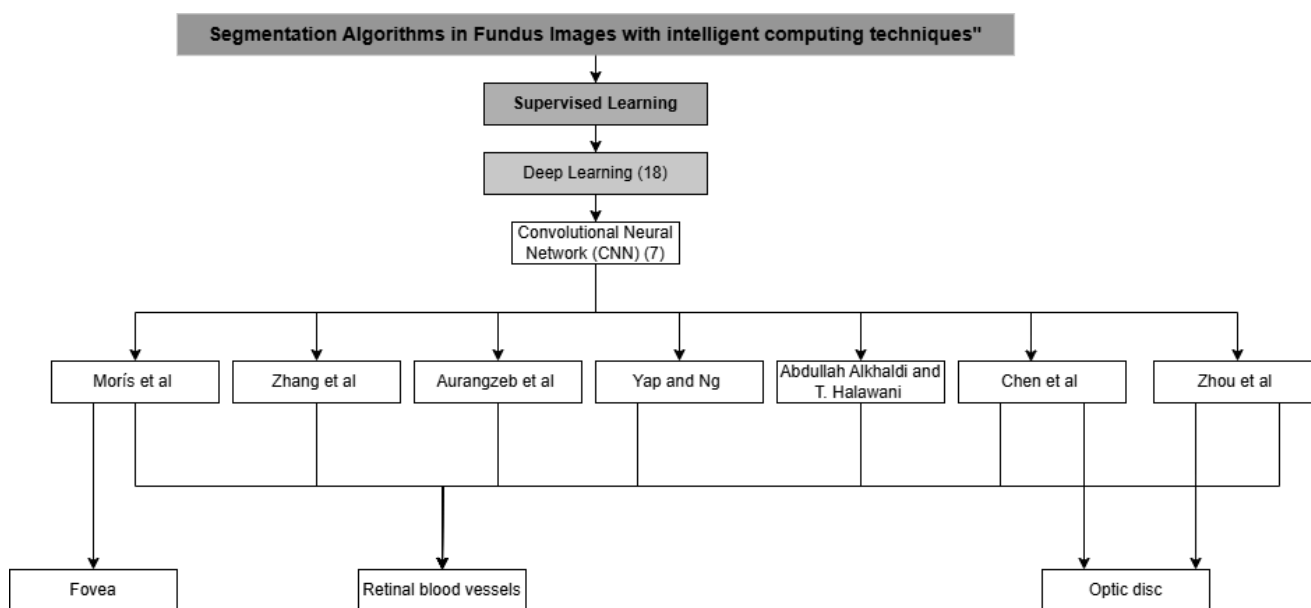 Segmentation Algorithms in Fundus Images with intelligent computing techniques"
Supervised Learning
Deep Learning (18)
Convolutional Neural
Network (CNN) (7)
Morís et al
Zhang et al
Aurangzeb et al
Yap and Ng
Abdullah Alkhaldi and
T. Halawani
Chen et al
Zhou et al
Fovea
Retinal blood vessels
Optic disc